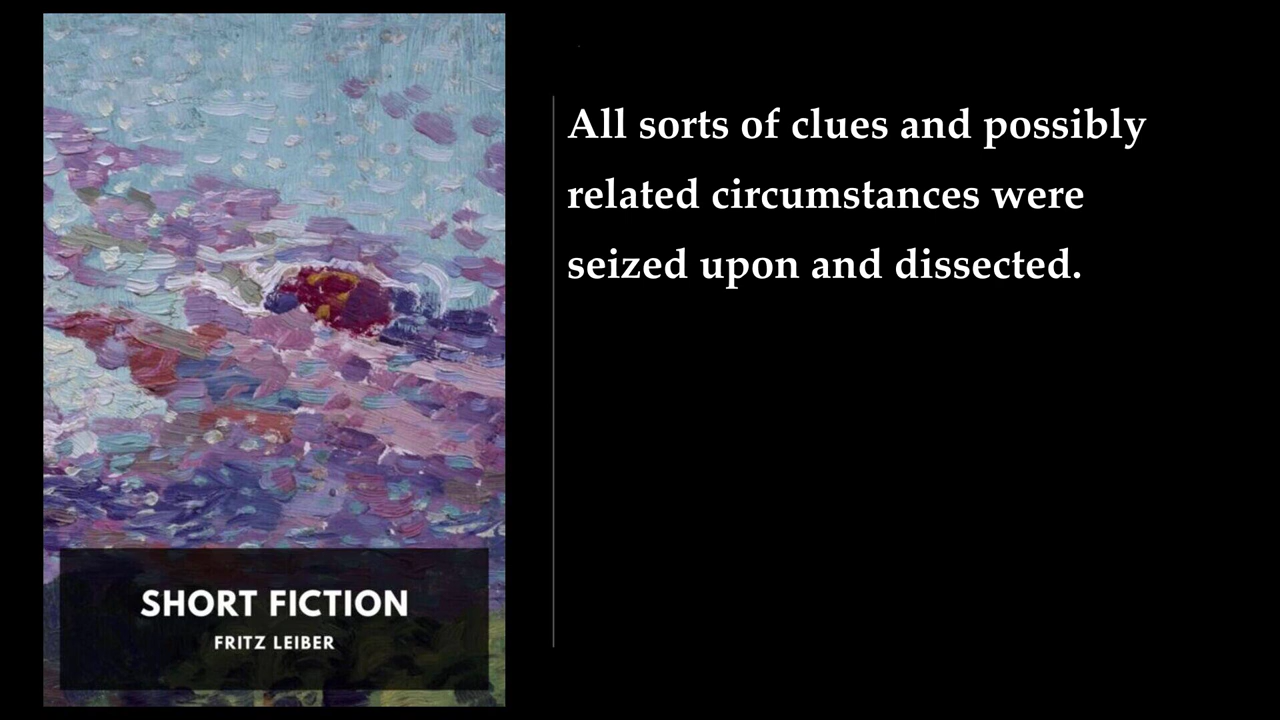 All sorts of clues and possibly
related circumstances were
seized upon and dissected.
SHORT FICTION
FRITZ LEIBER